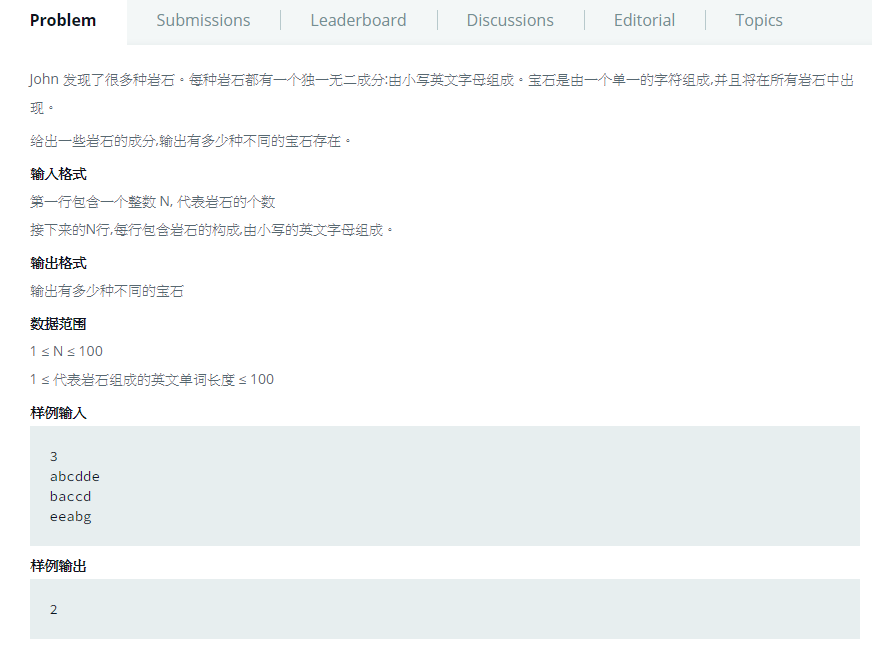 Problem
Submissions
Leaderboard
Discussions
Editorial
Topics
John 发现了很多种岩石。每种岩石都有一个独一无二成分:由小写英文字母组成。宝石是由一个单一的字符组成,并且将在所有岩石中出
现。
给出一些岩石的成分,输出有多少种不同的宝石存在。
输入格式
第一行包含一个整数 N, 代表岩石的个数
接下来的N行,每行包含岩石的构成,由小写的英文字母组成。
输出格式
输出有多少种不同的宝石
数据范围
1 ≤ N ≤ 100
1 ≤ 代表岩石组成的英文单词长度 ≤ 100
样例输入
3
abcdde
baccd
eeabg
样例输出
2